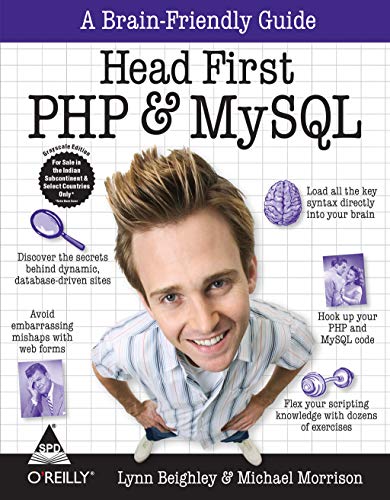 A Brain-Friendly Guide
Head First
PHP & MySQL
Grayscale Edition
For Sale in
the Indian
Subcontinent &
Select Countries
Only*
Load all the key
syntax directly
into your brain
Discover the secrets
behind dynamic,
database-driven sites
Avoid
embarrassing
mishaps with
web forms
Hook up your
PHP and
MySQL code
Flex your scripting
knowledge with dozens
of exercises
SPD
O'REILLY®
Lynn Beighley & Michael Morrison